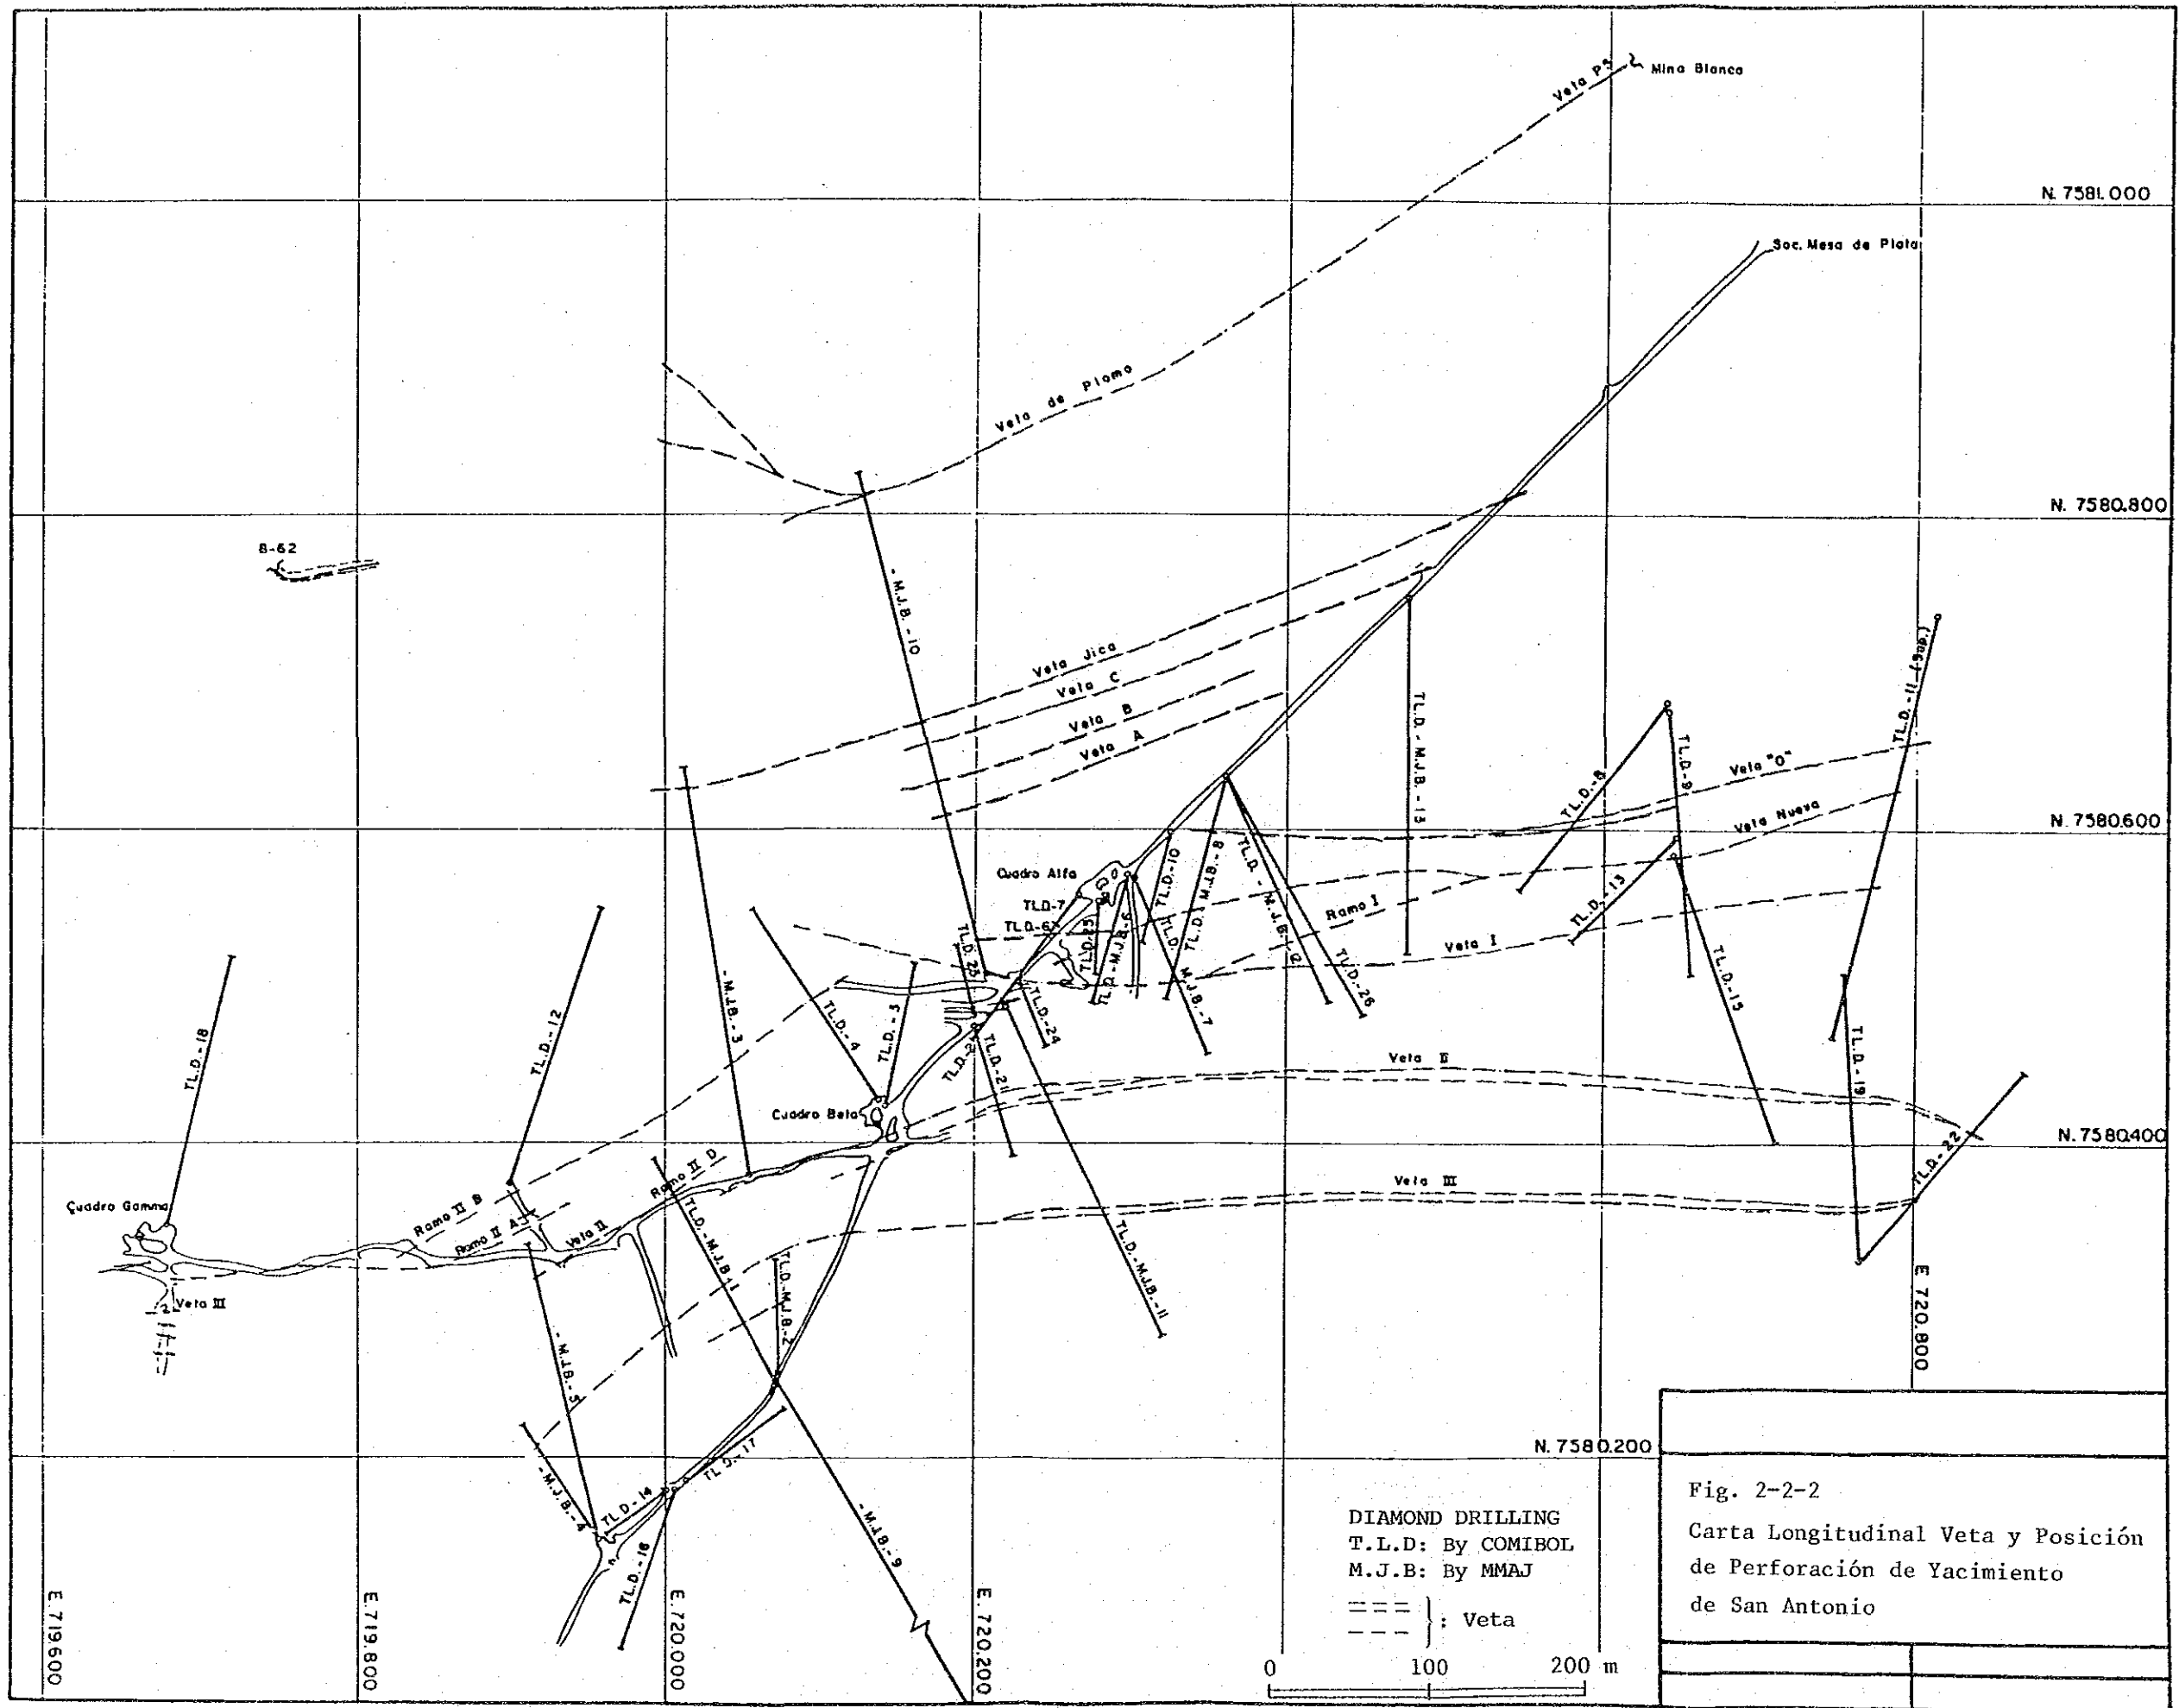 Veta PS
Mina Blanca
N. 7581.000
Soc. Mesa de Plata
Veta de Plomo
N. 7580.800
B-62
- M.J.B. - 10
Veta Jica
Veta C
Veta B
Veta A
T.L.D. - M.J.B. - 13
T.L.D. - 11 (
T.L.D.-8
T.L.D.-9
Veta "O"
Veta Nueva
N. 7580.600
Cuadro Alfa
T.L.D.-7
T.L.D.-6
T.L.D.-10
T.L.D. - M.J.B. - 8
T.L.D. - M.J.B. - 12
T.L.D.-26
Ramo I
Veta I
T.L.D.-13
T.L.D.-15
T.L.D.-25
T.L.D. - M.J.B. - 6
T.L.D. M.J.B. - 7
T.L.D. 23
T.L.D.-24
T.L.D.-21
T.L.D.-2
T.L.D.-18
T.L.D.-12
- M.J.B. - 3
T.L.D. - 4
T.L.D. - 3
Veta II
T.L.D.-19
T.L.D.-22
Cuadro Beta
N. 7580.400
Veta III
Ramo II D
Ramo II B
Ramo II A
Veta II
Cuadro Gamma
Veta III
T.L.D. - M.J.B. 1
T.L.D.-M.J.B.-2
T.L.D.-M.J.B.-11
- M.J.B. - 5
- M.J.B. - 4
T.L.D.-14
T.L.D.-17
T.L.D.-16
- M.J.B. - 9
N. 7580.200
E. 719.600
E. 719.800
E. 720.000
E. 720.200
E. 720.800
DIAMOND DRILLING
T.L.D: By COMIBOL
M.J.B: By MMAJ
: Veta
0 100 200 m
Fig. 2-2-2
Carta Longitudinal Veta y Posición
de Perforación de Yacimiento
de San Antonio